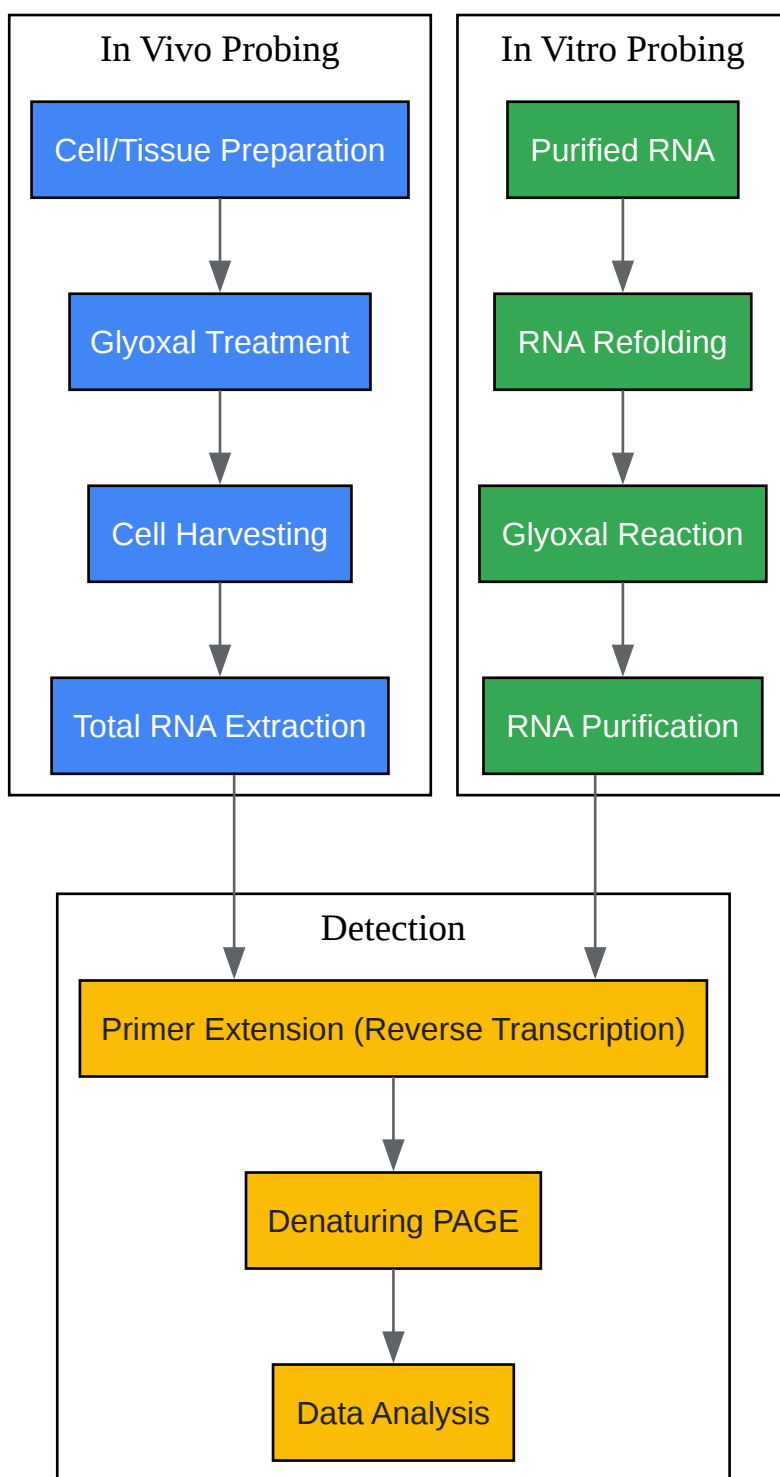 In Vivo Probing
Cell/Tissue Preparation
Glyoxal Treatment
Cell Harvesting
Total RNA Extraction
In Vitro Probing
Purified RNA
RNA Refolding
Glyoxal Reaction
RNA Purification
Detection
Primer Extension (Reverse Transcription)
Denaturing PAGE
Data Analysis